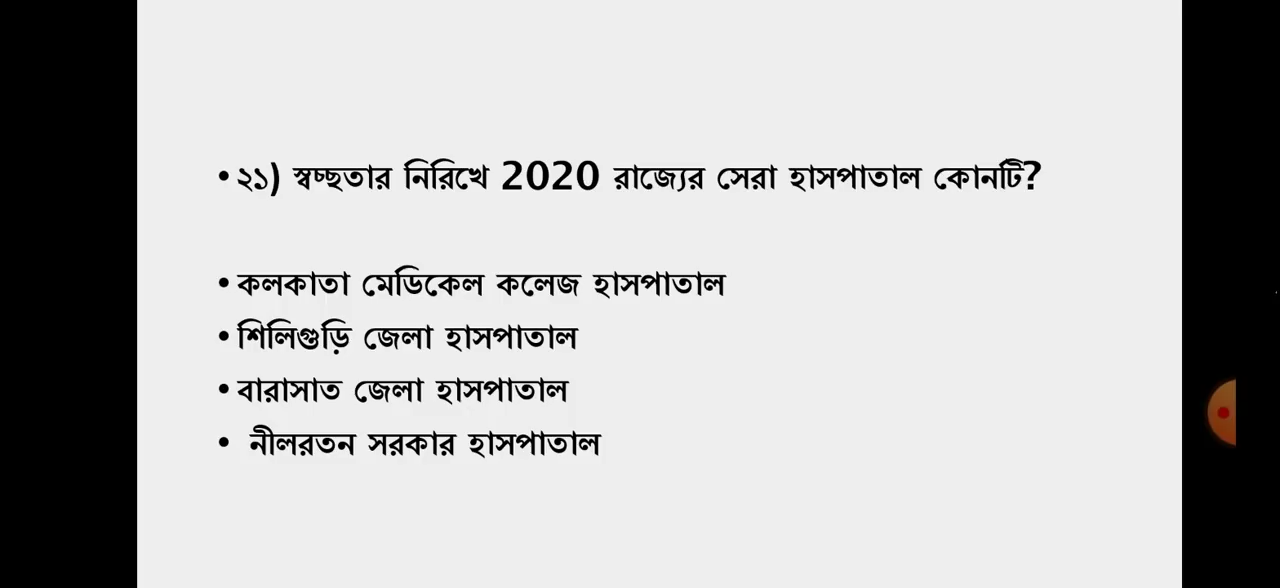 •২১) স্বচ্ছতার নিরিখে 2020 রাজ্যের সেরা হাসপাতাল কোনটি?
•কলকাতা মেডিকেল কলেজ হাসপাতাল
•শিলিগুড়ি জেলা হাসপাতাল
•বারাসাত জেলা হাসপাতাল
• নীলরতন সরকার হাসপাতাল